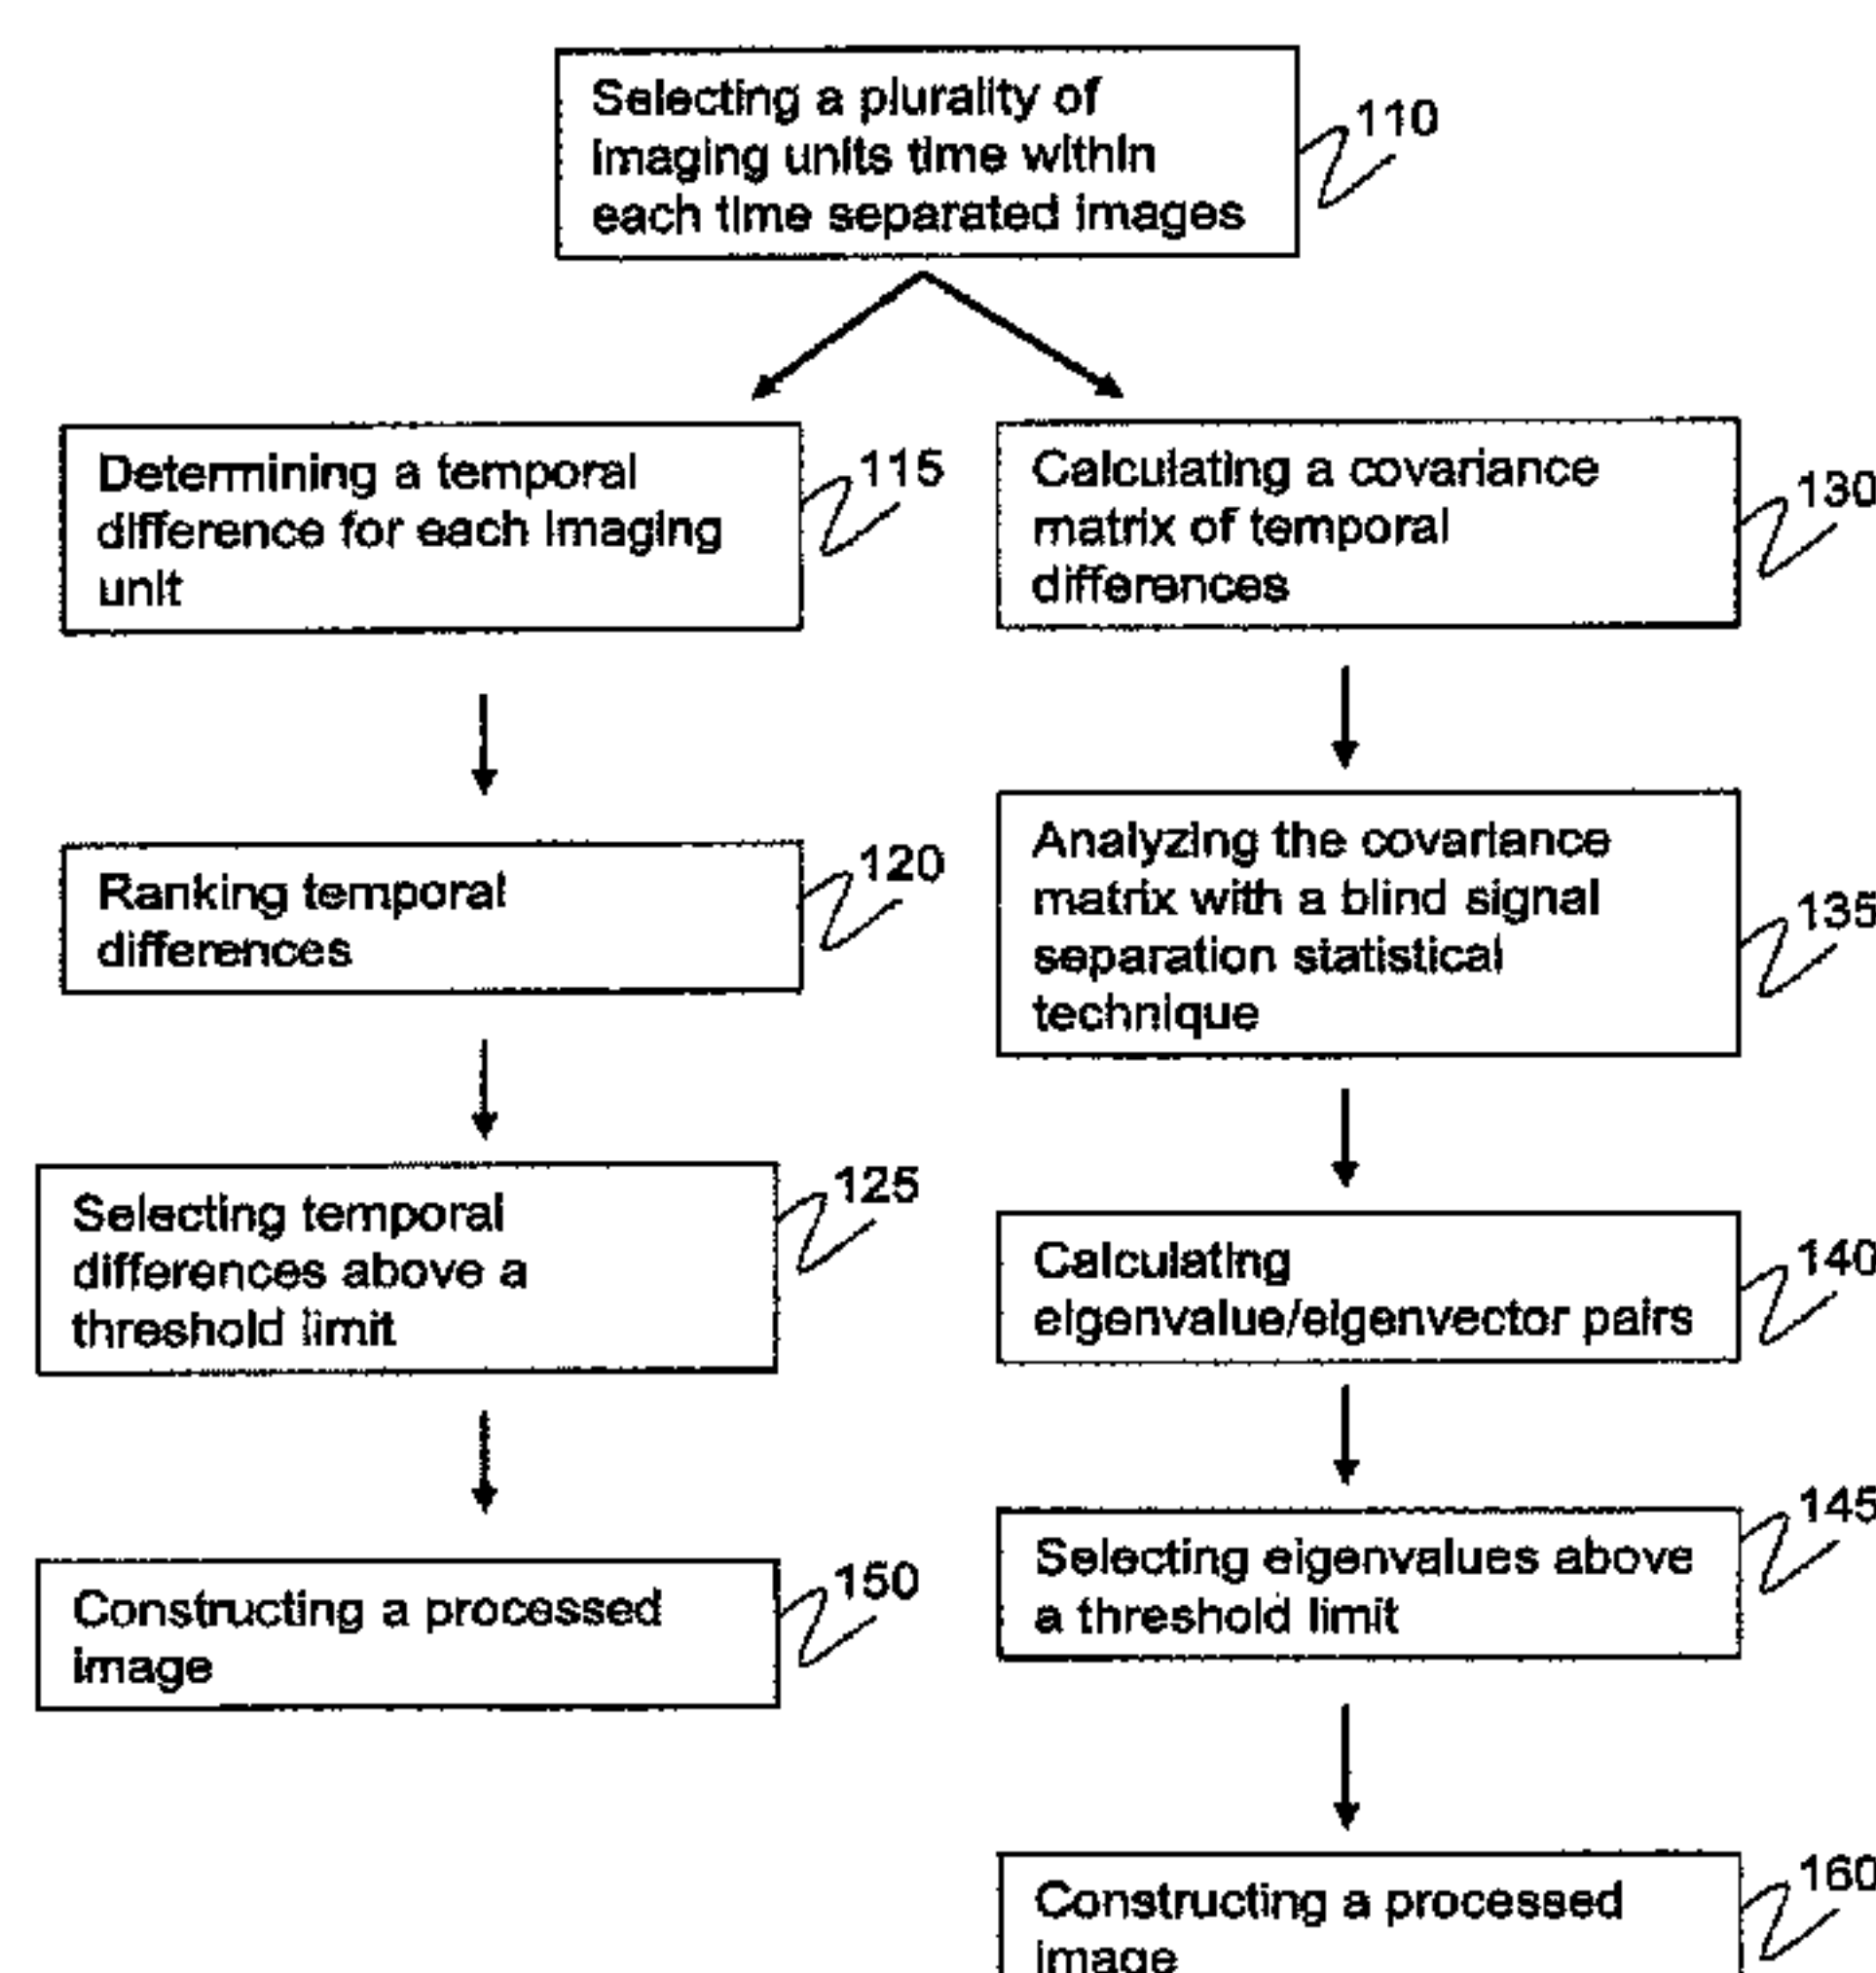 Selecting a plurality of
imaging units time within
each time separated images
110
Determining a temporal
difference for each imaging
unit
115
Ranking temporal
differences
120
Selecting temporal
differences above a
threshold limit
125
Constructing a processed
image
150
Calculating a covariance
matrix of temporal
differences
130
Analyzing the covariance
matrix with a blind signal
separation statistical
technique
135
Calculating
eigenvalue/eigenvector pairs
140
Selecting eigenvalues above
a threshold limit
145
Constructing a processed
image
160